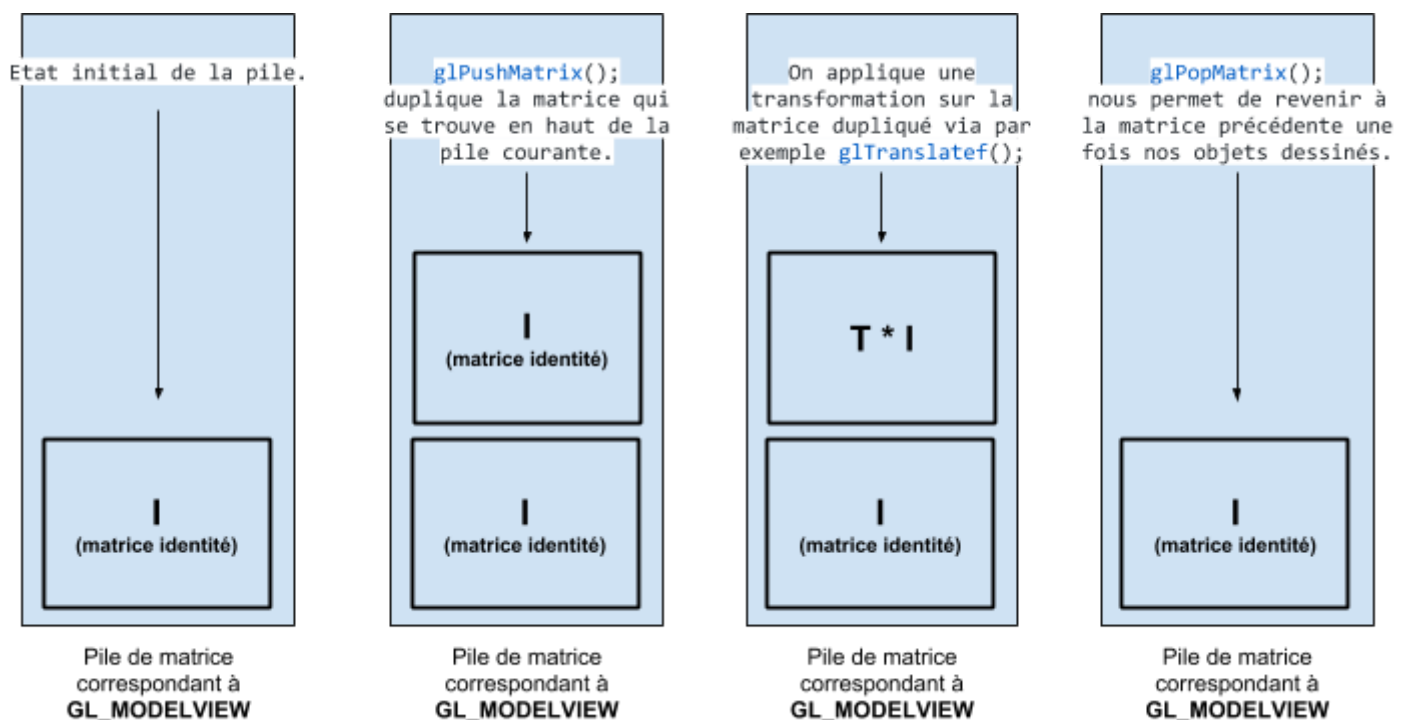 Etat initial de la pile.
I
(matrice identité)
Pile de matrice
correspondant à
GL_MODELVIEW
glPushMatrix();
duplique la matrice qui
se trouve en haut de la
pile courante.
I
(matrice identité)
I
(matrice identité)
Pile de matrice
correspondant à
GL_MODELVIEW
On applique une
transformation sur la
matrice dupliqué via par
exemple glTranslatef();
T * I
I
(matrice identité)
Pile de matrice
correspondant à
GL_MODELVIEW
glPopMatrix();
nous permet de revenir à
la matrice précédente une
fois nos objets dessinés.
I
(matrice identité)
Pile de matrice
correspondant à
GL_MODELVIEW